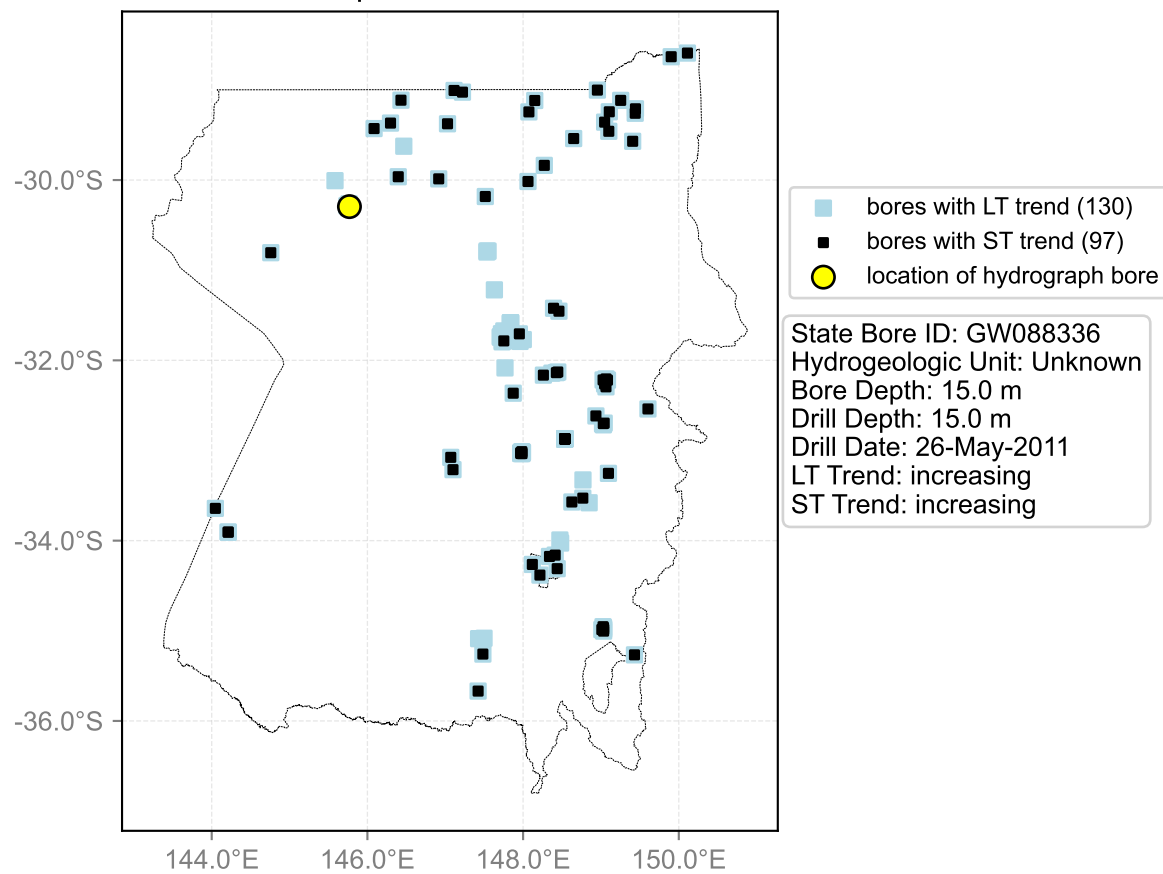 -30.0°S
-32.0°S
-34.0°S
-36.0°S
144.0°E
146.0°E
148.0°E
150.0°E
bores with LT trend (130)
bores with ST trend (97)
location of hydrograph bore
State Bore ID: GW088336
Hydrogeologic Unit: Unknown
Bore Depth: 15.0 m
Drill Depth: 15.0 m
Drill Date: 26-May-2011
LT Trend: increasing
ST Trend: increasing